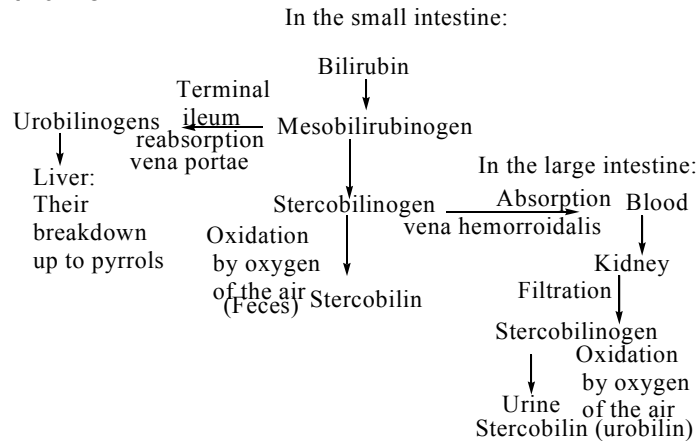 In the small intestine:
Bilirubin
Terminal
ileum
Urobilinogens
reabsorption
vena portae
Mesobilirubinogen
Liver:
Their
breakdown
up to pyrrols
In the large intestine:
Stercobilinogen
Absorption
vena hemorroidalis
Blood
Oxidation
by oxygen
of the air
(Feces)
Stercobilin
Kidney
Filtration
Stercobilinogen
Oxidation
by oxygen
of the air
Urine
Stercobilin (urobilin)